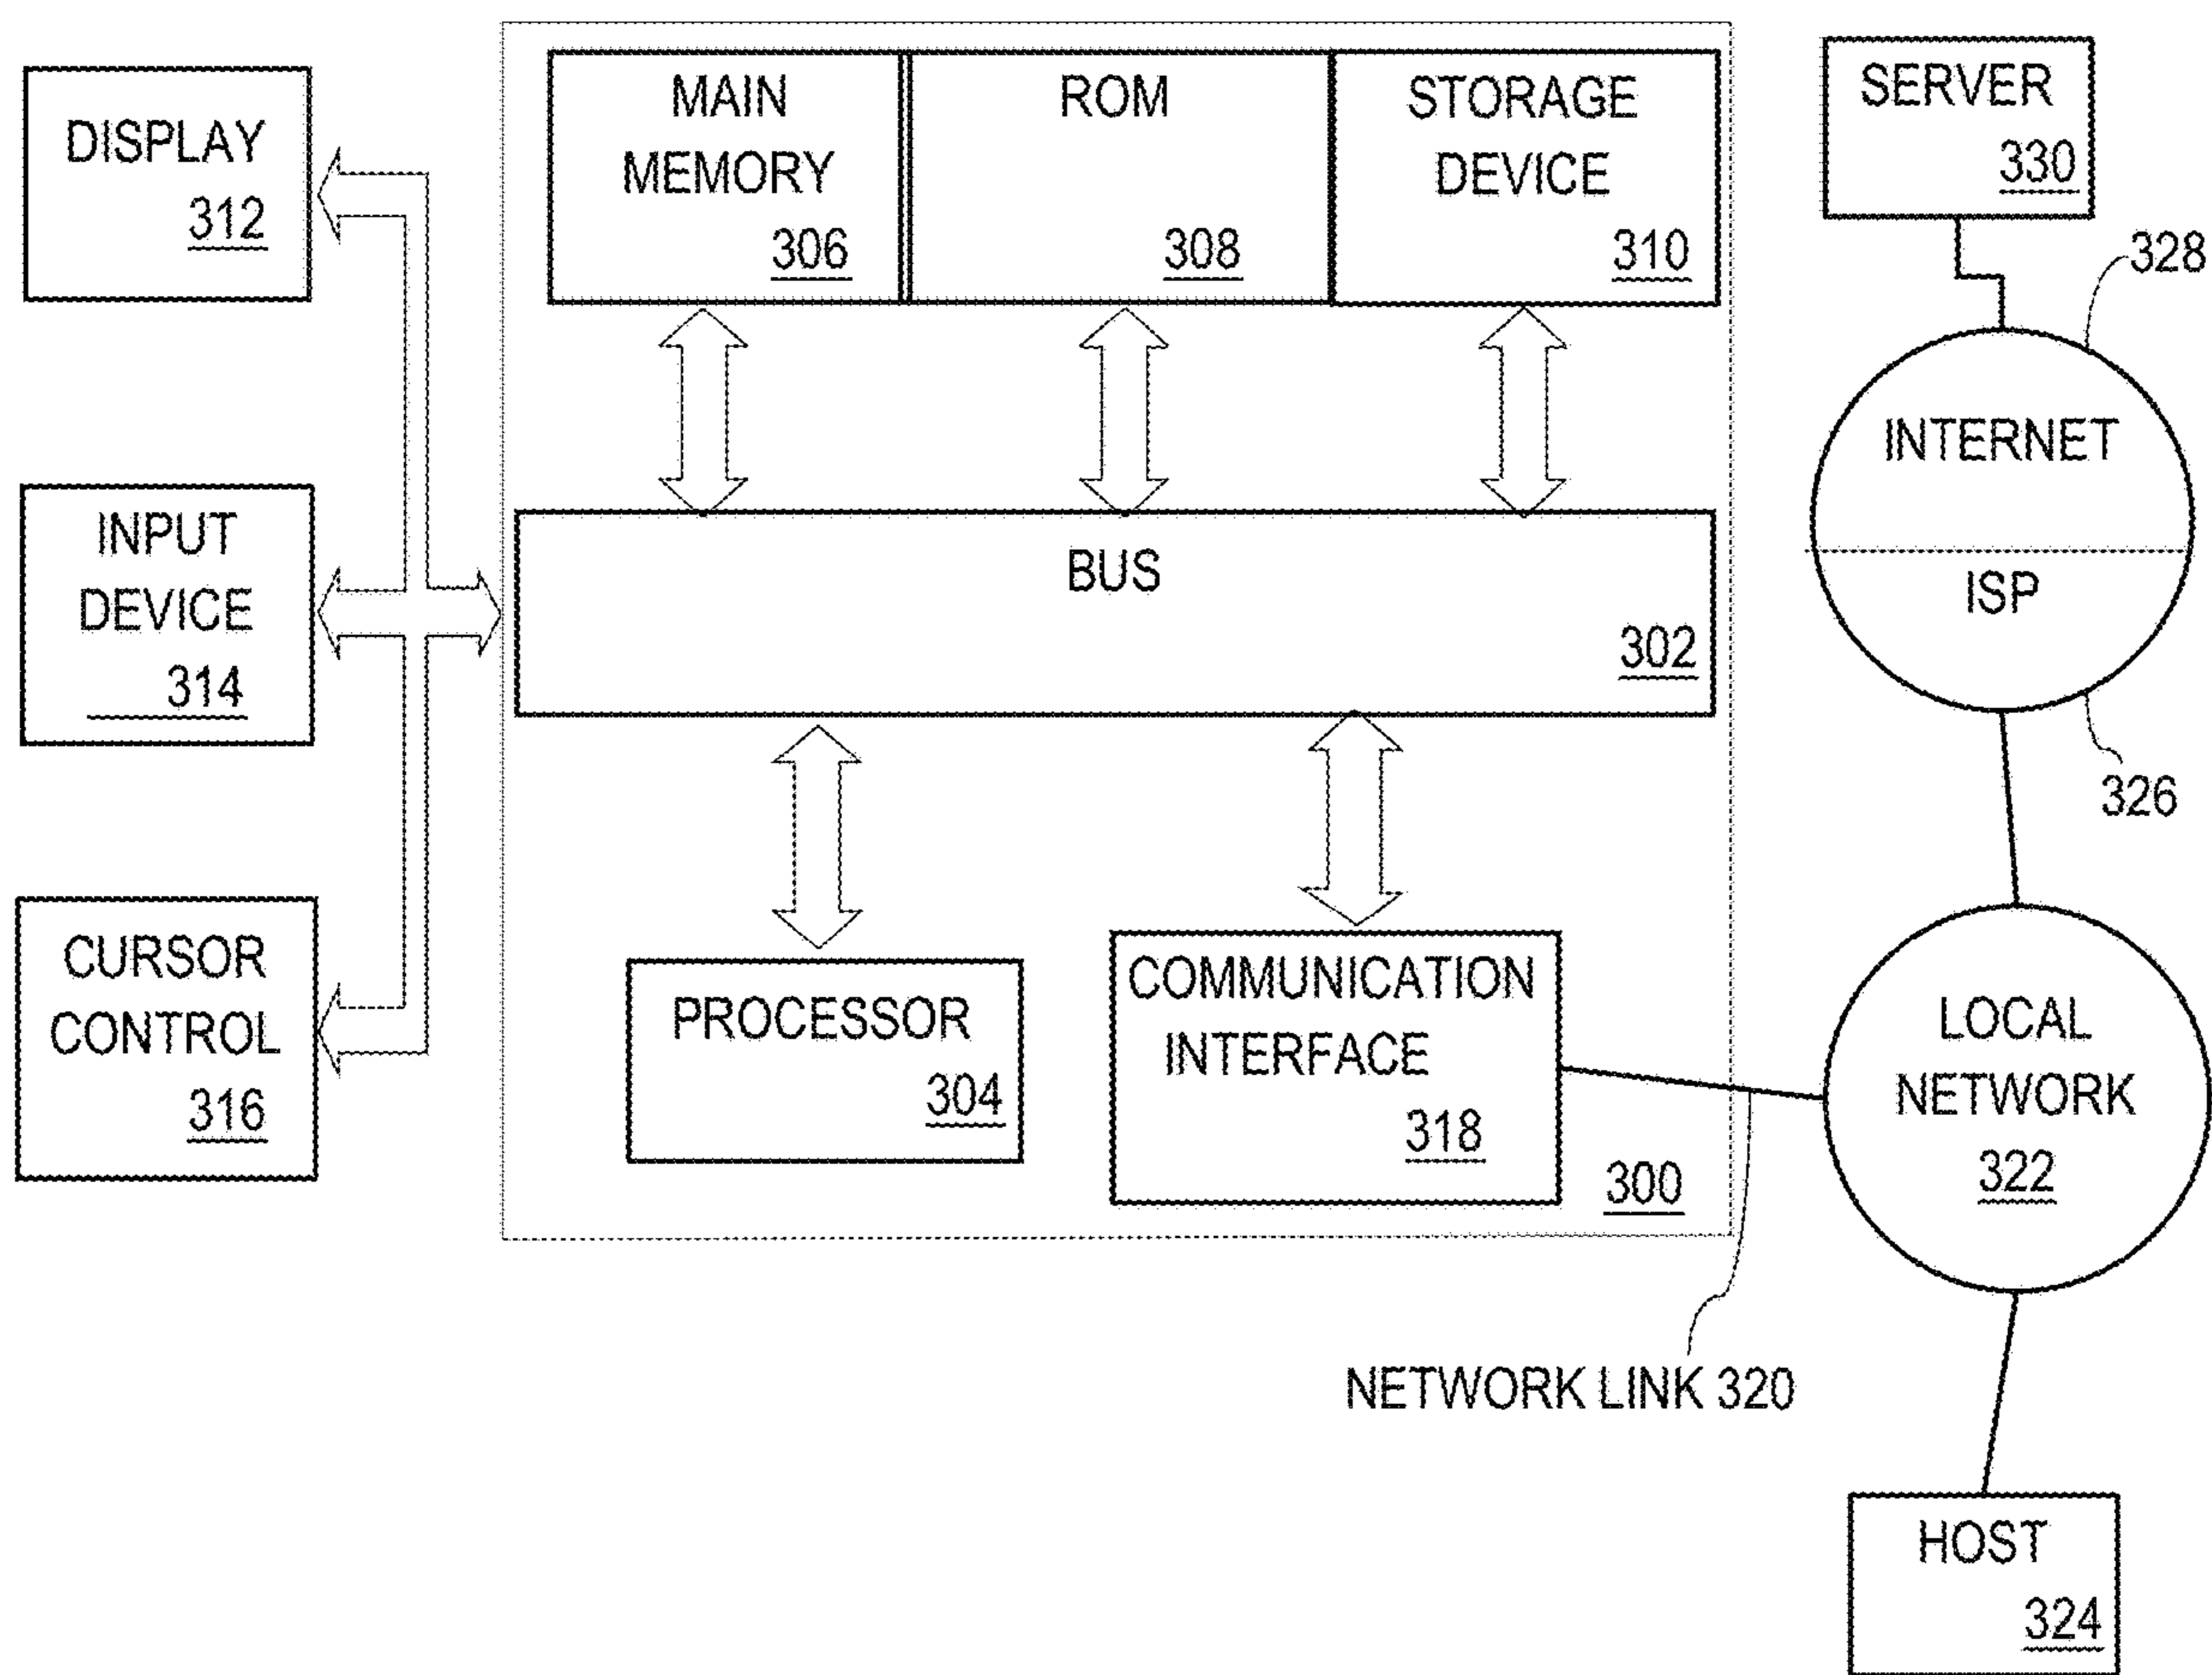 DISPLAY
312
INPUT
DEVICE
314
CURSOR
CONTROL
316
MAIN
MEMORY
306
ROM
308
STORAGE
DEVICE
310
BUS
302
PROCESSOR
304
COMMUNICATION
INTERFACE
318
300
SERVER
330
328
INTERNET
ISP
326
LOCAL
NETWORK
322
NETWORK LINK 320
HOST
324